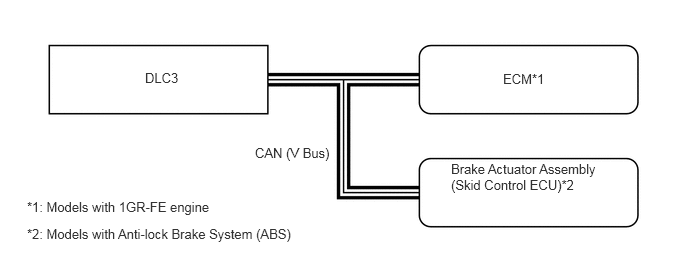 DLC3
ECM*1
CAN (V Bus)
Brake Actuator Assembly
(Skid Control ECU)*2
*1: Models with 1GR-FE engine
*2: Models with Anti-lock Brake System (ABS)